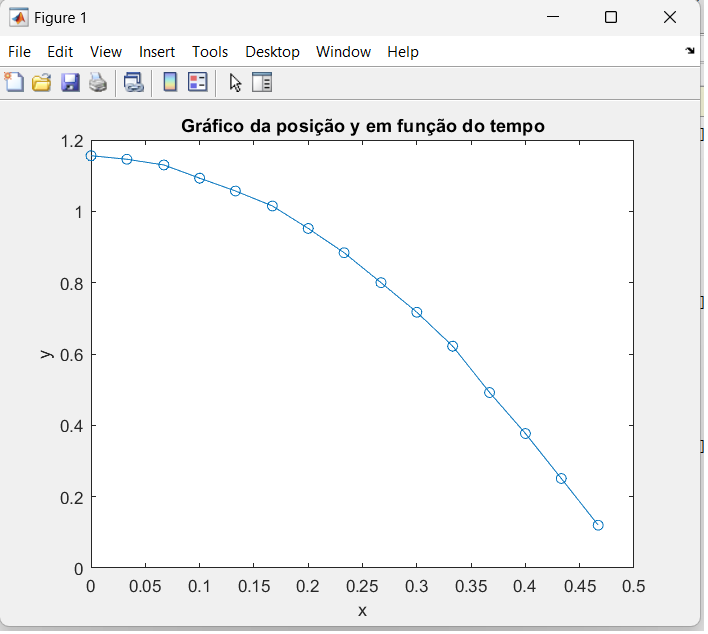 Figure 1
File Edit View Insert Tools Desktop Window Help
Gráfico da posição y em função do tempo
1.2
1
0.8
0.6
0.4
0.2
0
y
0 0.05 0.1 0.15 0.2 0.25 0.3 0.35 0.4 0.45 0.5
x